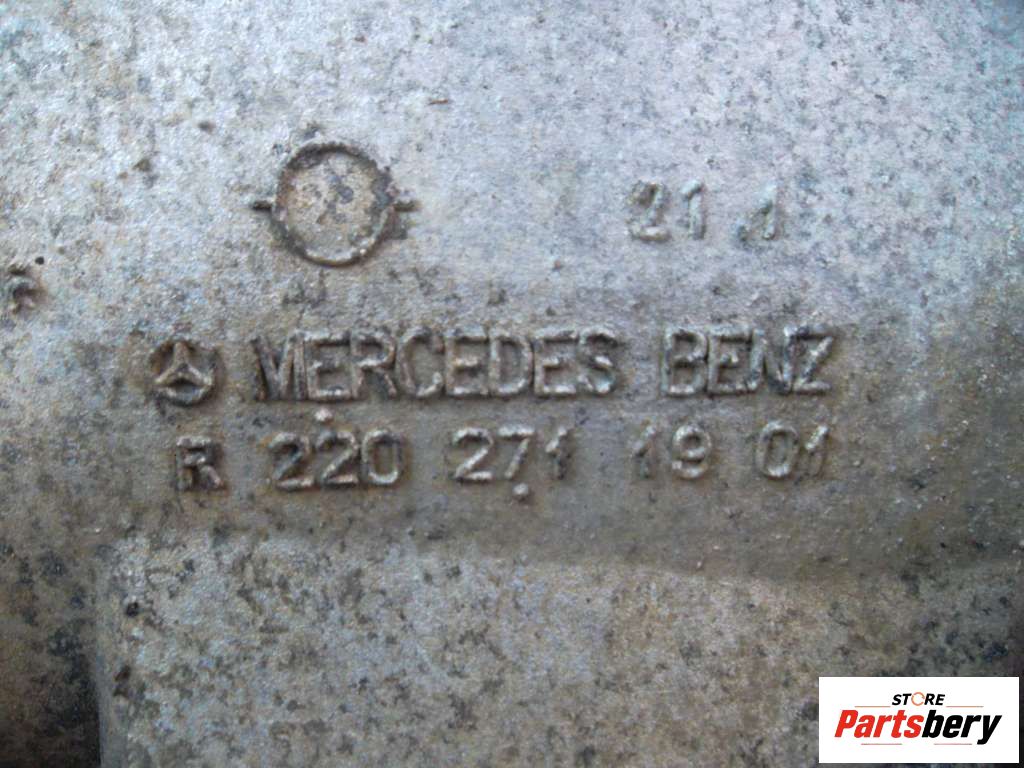 21.1
MERCEDES BENZ
R 220 271 19 01
STORE
Partsbery